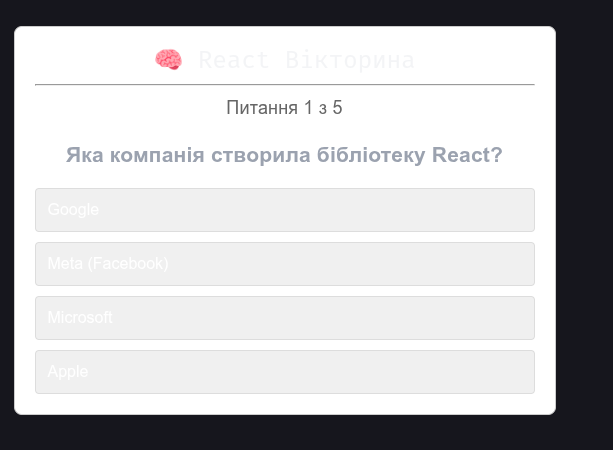 🧠 React Вікторина
Питання 1 з 5
Яка компанія створила бібліотеку React?
Google
Meta (Facebook)
Microsoft
Apple